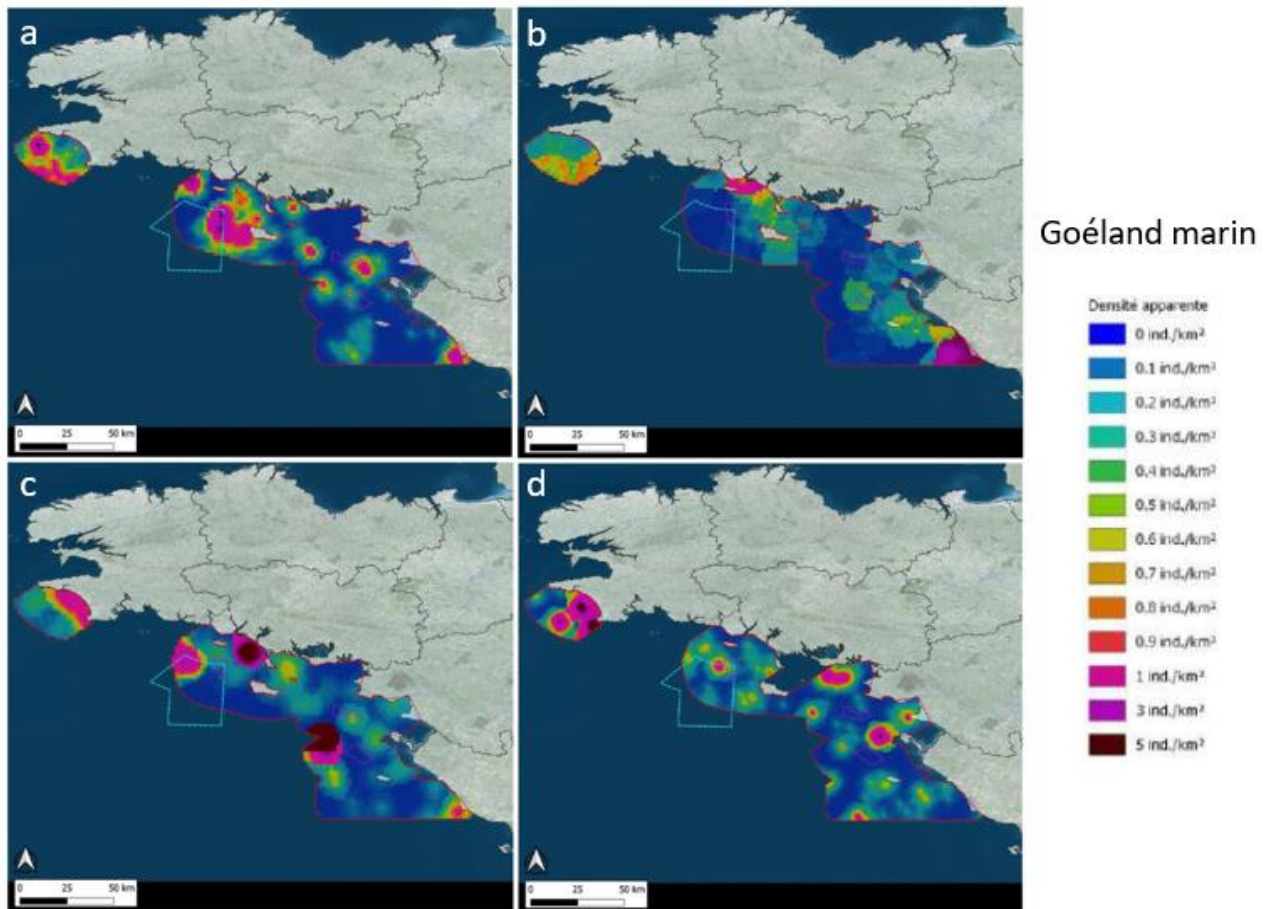 a
b
0 25 50 km
0 25 50 km
c
d
0 25 50 km
0 25 50 km
Goéland marin
Densité apparente
0 ind./km²
0.1 ind./km²
0.2 ind./km²
0.3 ind./km²
0.4 ind./km²
0.5 ind./km²
0.6 ind./km²
0.7 ind./km²
0.8 ind./km²
0.9 ind./km²
1 ind./km²
3 ind./km²
5 ind./km²